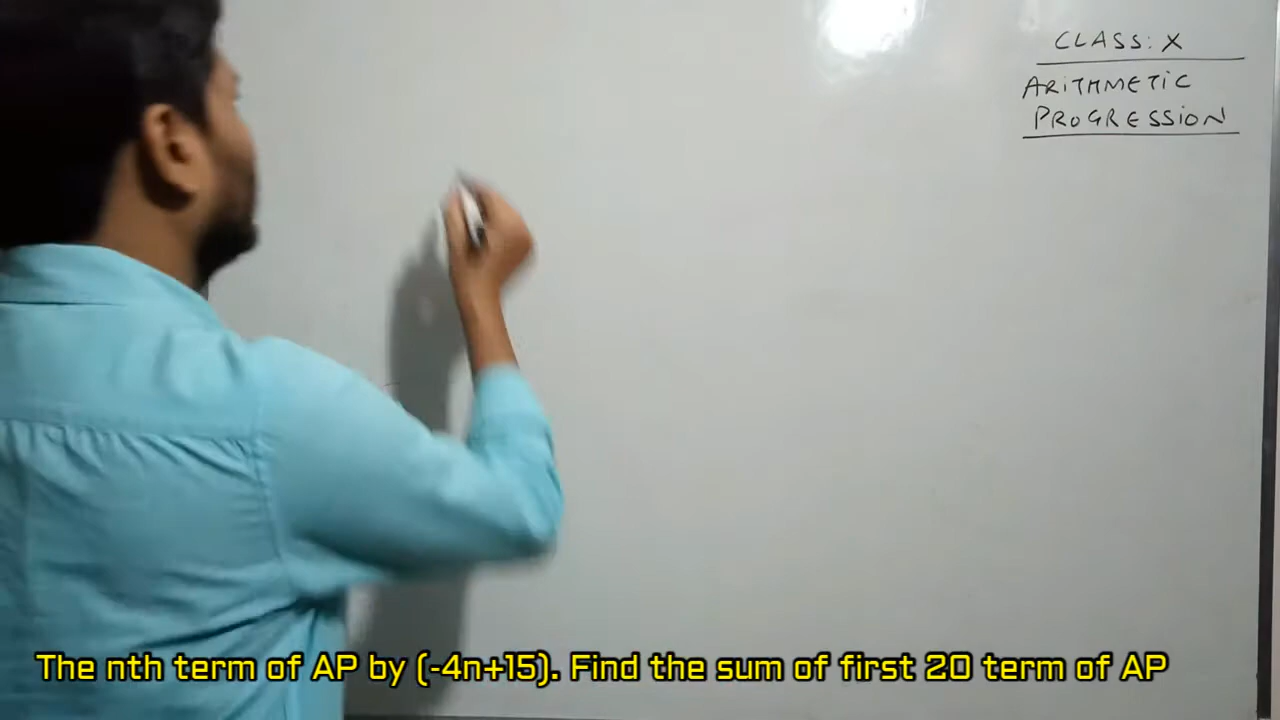 CLASS: X
ARITHMETIC
PROGRESSION
The nth term of AP by (-4n+15). Find the sum of first 20 term of AP